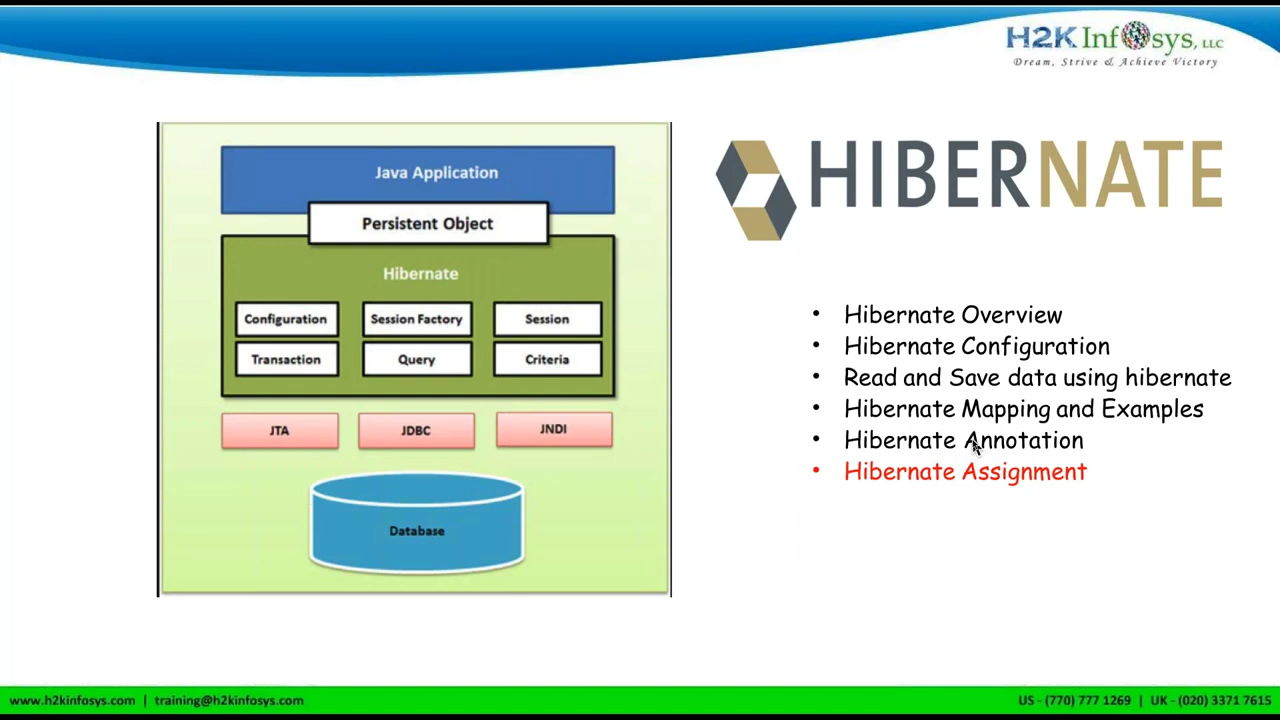 H2K Infosys, LLC
Dream, Strive & Achieve Victory
Java Application
Persistent Object
Hibernate
Configuration
Session Factory
Session
Transaction
Query
Criteria
JTA
JDBC
JNDI
Database
HIBERNATE
• Hibernate Overview
• Hibernate Configuration
• Read and Save data using hibernate
• Hibernate Mapping and Examples
• Hibernate Annotation
• Hibernate Assignment
www.h2kinfosys.com | training@h2kinfosys.com
US - (770) 777 1269 | UK - (020) 3371 7615